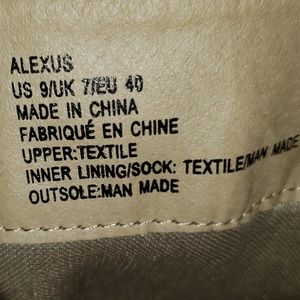 ALEXUS
US 9/UK 7/EU 40
MADE IN CHINA
FABRIQUÉ EN CHINE
UPPER:TEXTILE
INNER LINING/SOCK: TEXTILE/MAN MADE
OUTSOLE:MAN MADE